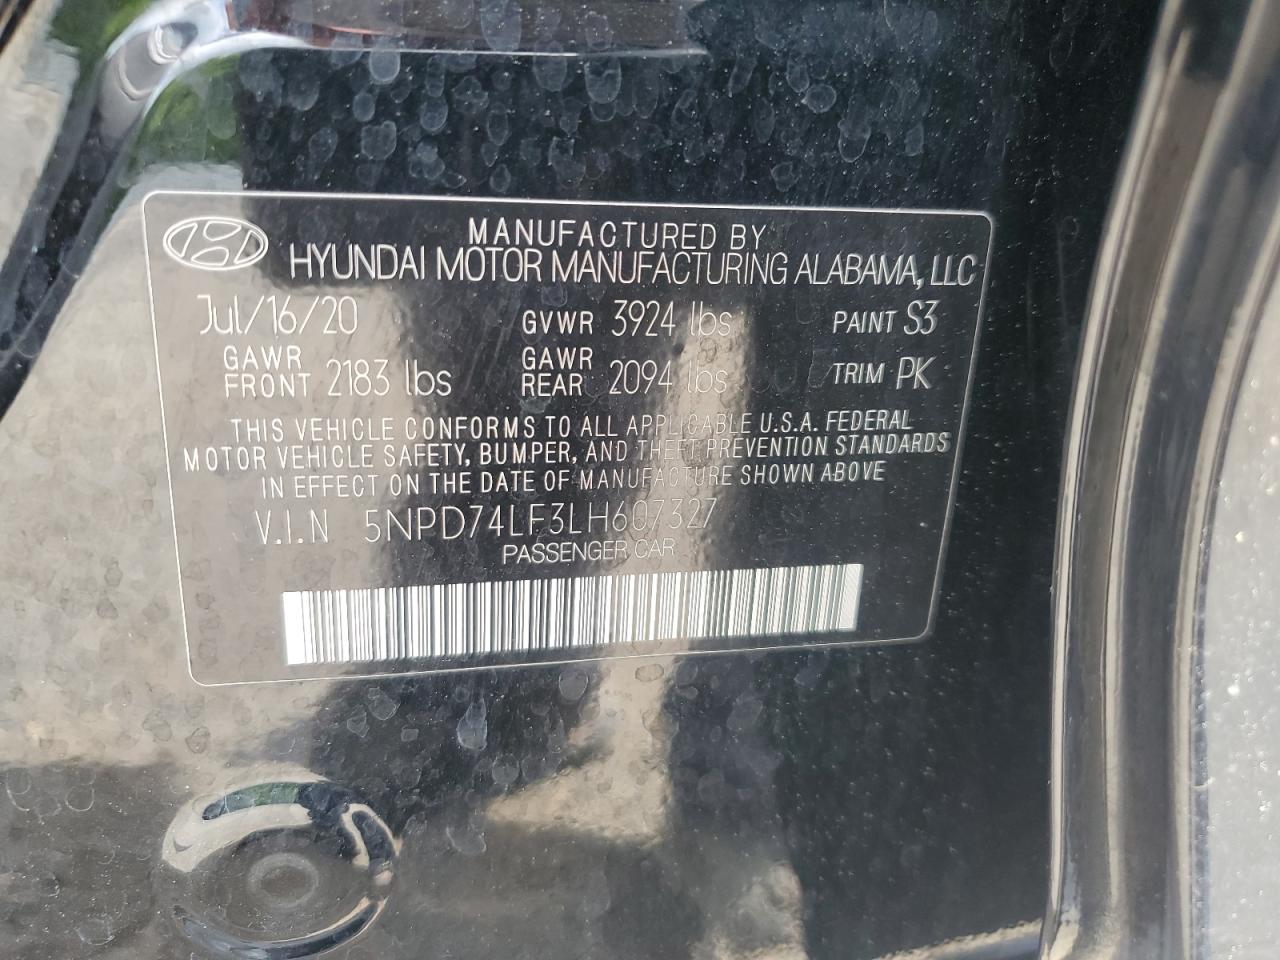 MANUFACTURED BY
HYUNDAI MOTOR MANUFACTURING ALABAMA, LLC
Jul/16/20 GVWR 3924 lbs PAINT S3
GAWR FRONT 2183 lbs GAWR REAR 2094 lbs TRIM PK
THIS VEHICLE CONFORMS TO ALL APPLICABLE U.S.A. FEDERAL
MOTOR VEHICLE SAFETY, BUMPER, AND THEFT PREVENTION STANDARDS
IN EFFECT ON THE DATE OF MANUFACTURE SHOWN ABOVE
V.I.N 5NPD74LF3LH607327
PASSENGER CAR